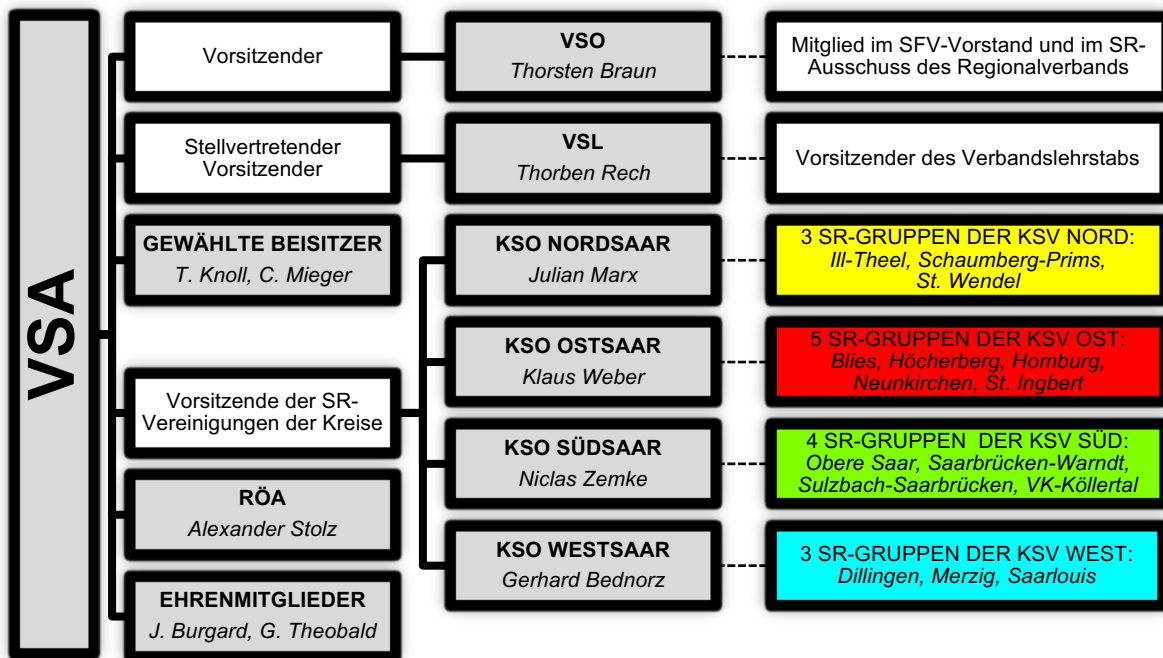 VSA
Vorsitzender
VSO
Thorsten Braun
Mitglied im SFV-Vorstand und im SR-
Ausschuss des Regionalverbands
Stellvertretender
Vorsitzender
VSL
Thorben Rech
Vorsitzender des Verbandslehrstabs
GEWÄHLTE BEISITZER
T. Knoll, C. Mieger
KSO NORDSAAR
Julian Marx
3 SR-GRUPPEN DER KSV NORD:
Ill-Theel, Schaumberg-Prims,
St. Wendel
KSO OSTSAAR
Klaus Weber
5 SR-GRUPPEN DER KSV OST:
Blies, Höcherberg, Homburg,
Neunkirchen, St. Ingbert
Vorsitzende der SR-
Vereinigungen der Kreise
KSO SÜDSAAR
Niclas Zemke
4 SR-GRUPPEN DER KSV SÜD:
Obere Saar, Saarbrücken-Warndt,
Sulzbach-Saarbrücken, VK-Köllertal
RÖA
Alexander Stolz
KSO WESTSAAR
Gerhard Bednorz
3 SR-GRUPPEN DER KSV WEST:
Dillingen, Merzig, Saarlouis
EHRENMITGLIEDER
J. Burgard, G. Theobald